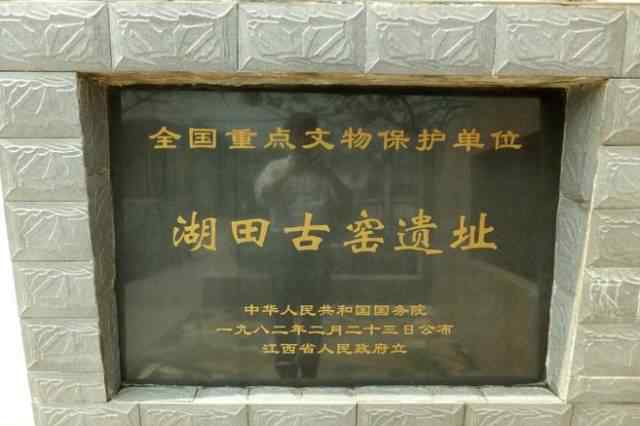 全国重点文物保护单位
湖田古窑遗址
中华人民共和国国务院
一九八二年二月二十三日公布
江西省人民政府立